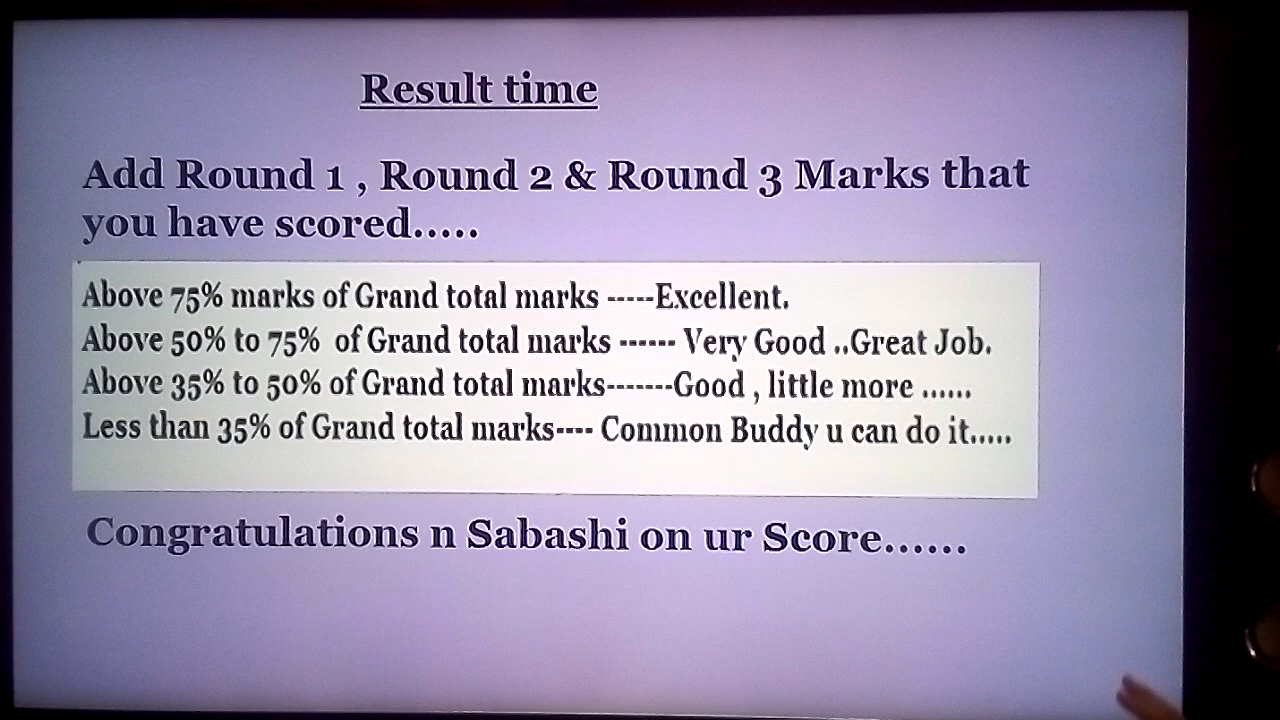 Result time
Add Round 1 , Round 2 & Round 3 Marks that
you have scored.....
Above 75% marks of Grand total marks -----Excellent.
Above 50% to 75%  of Grand total marks ------ Very Good ..Great Job.
Above 35% to 50% of Grand total marks-------Good , little more ......
Less than 35% of Grand total marks---- Common Buddy u can do it.....
Congratulations n Sabashi on ur Score......